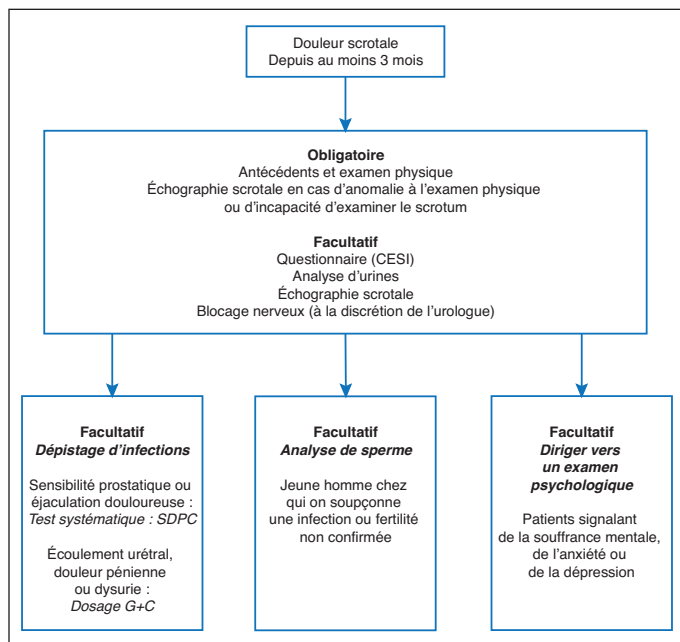 Douleur scrotale
Depuis au moins 3 mois
Obligatoire
Antécédents et examen physique
Échographie scrotale en cas d’anomalie à l’examen physique
ou d’incapacité d’examiner le scrotum
Facultatif
Questionnaire (CESI)
Analyse d’urines
Échographie scrotale
Blocage nerveux (à la discrétion de l’urologue)
Facultatif
Dépistage d’infections
Sensibilité prostatique ou
éjaculation douloureuse :
Test systématique : SDPC
Écoulement urétral,
douleur pénienne
ou dysurie :
Dosage G+C
Facultatif
Analyse de sperme
Jeune homme chez
qui on soupçonne
une infection ou fertilité
non confirmée
Facultatif
Diriger vers
un examen
psychologique
Patients signalant
de la souffrance mentale,
de l’anxiété ou
de la dépression